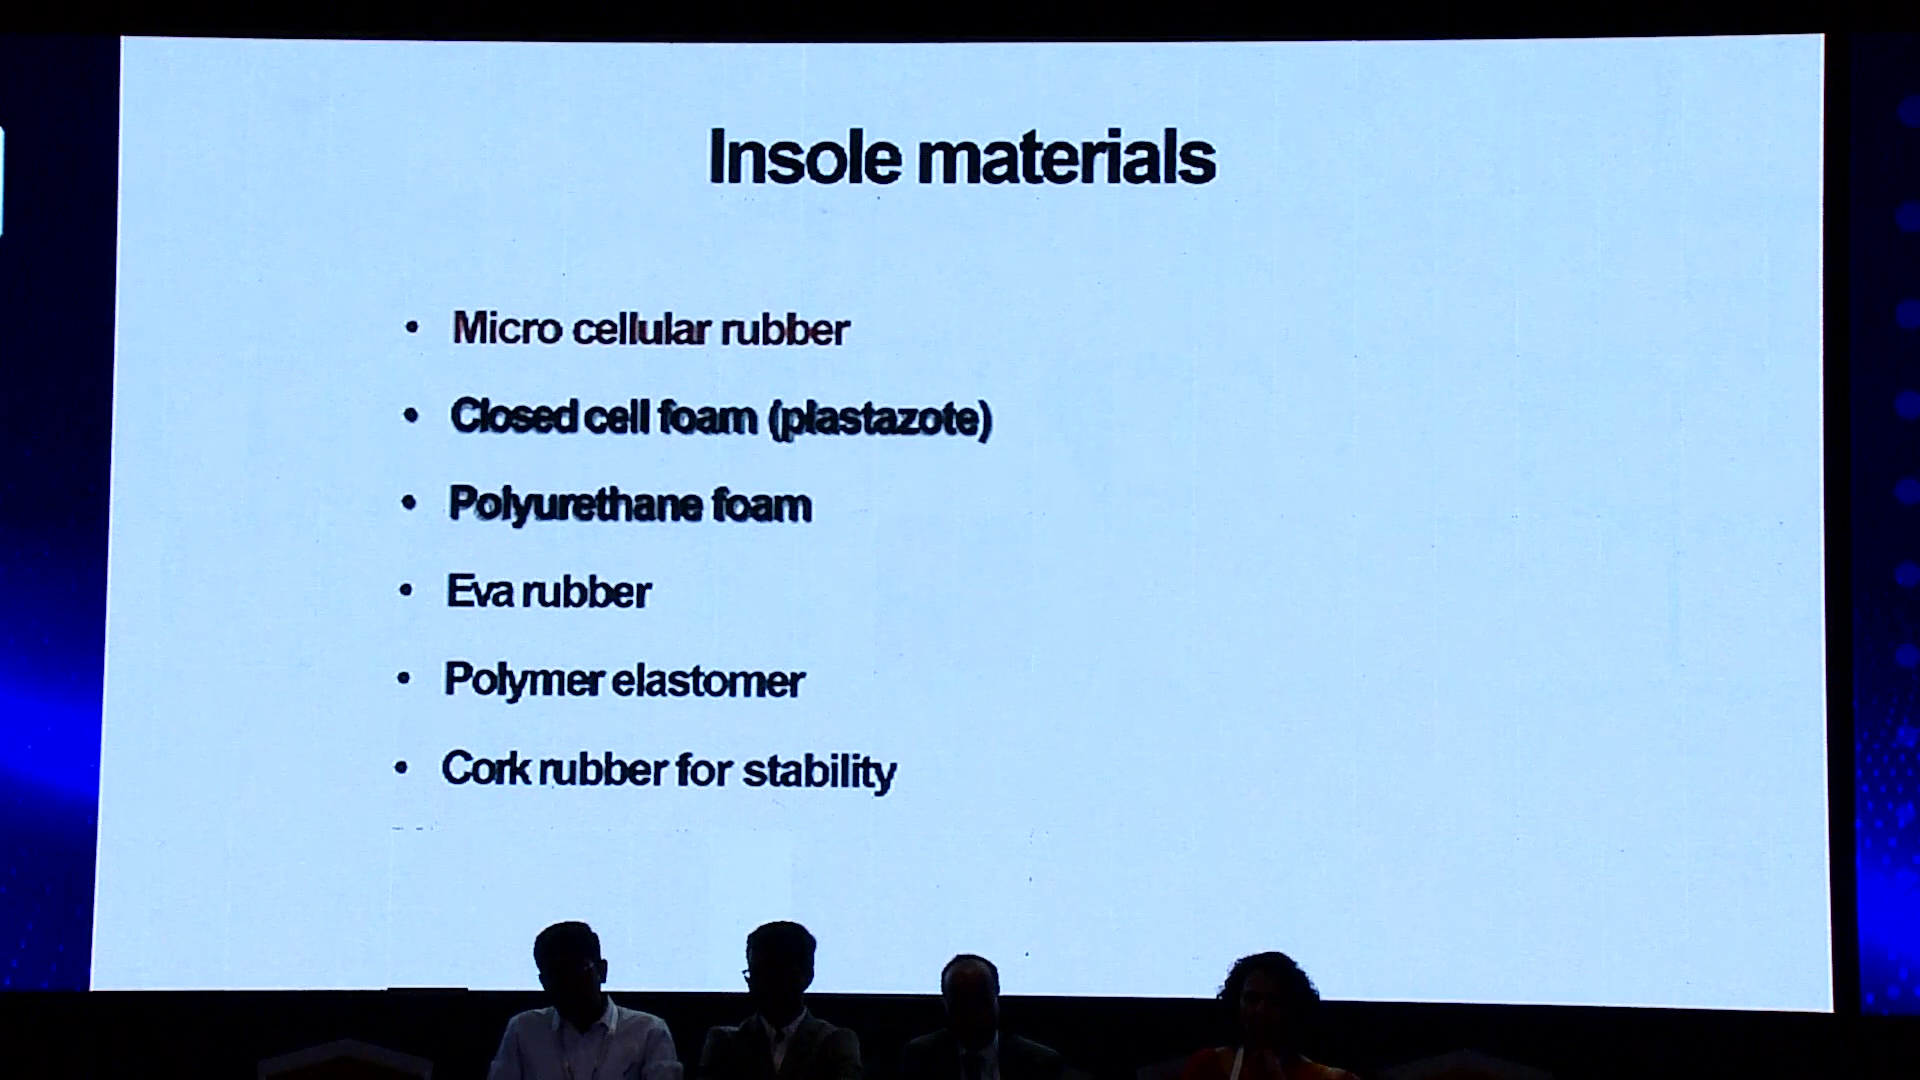 Insole materials
• Micro cellular rubber
• Closed cell foam (plastazote)
• Polyurethane foam
• Eva rubber
• Polymer elastomer
• Cork rubber for stability